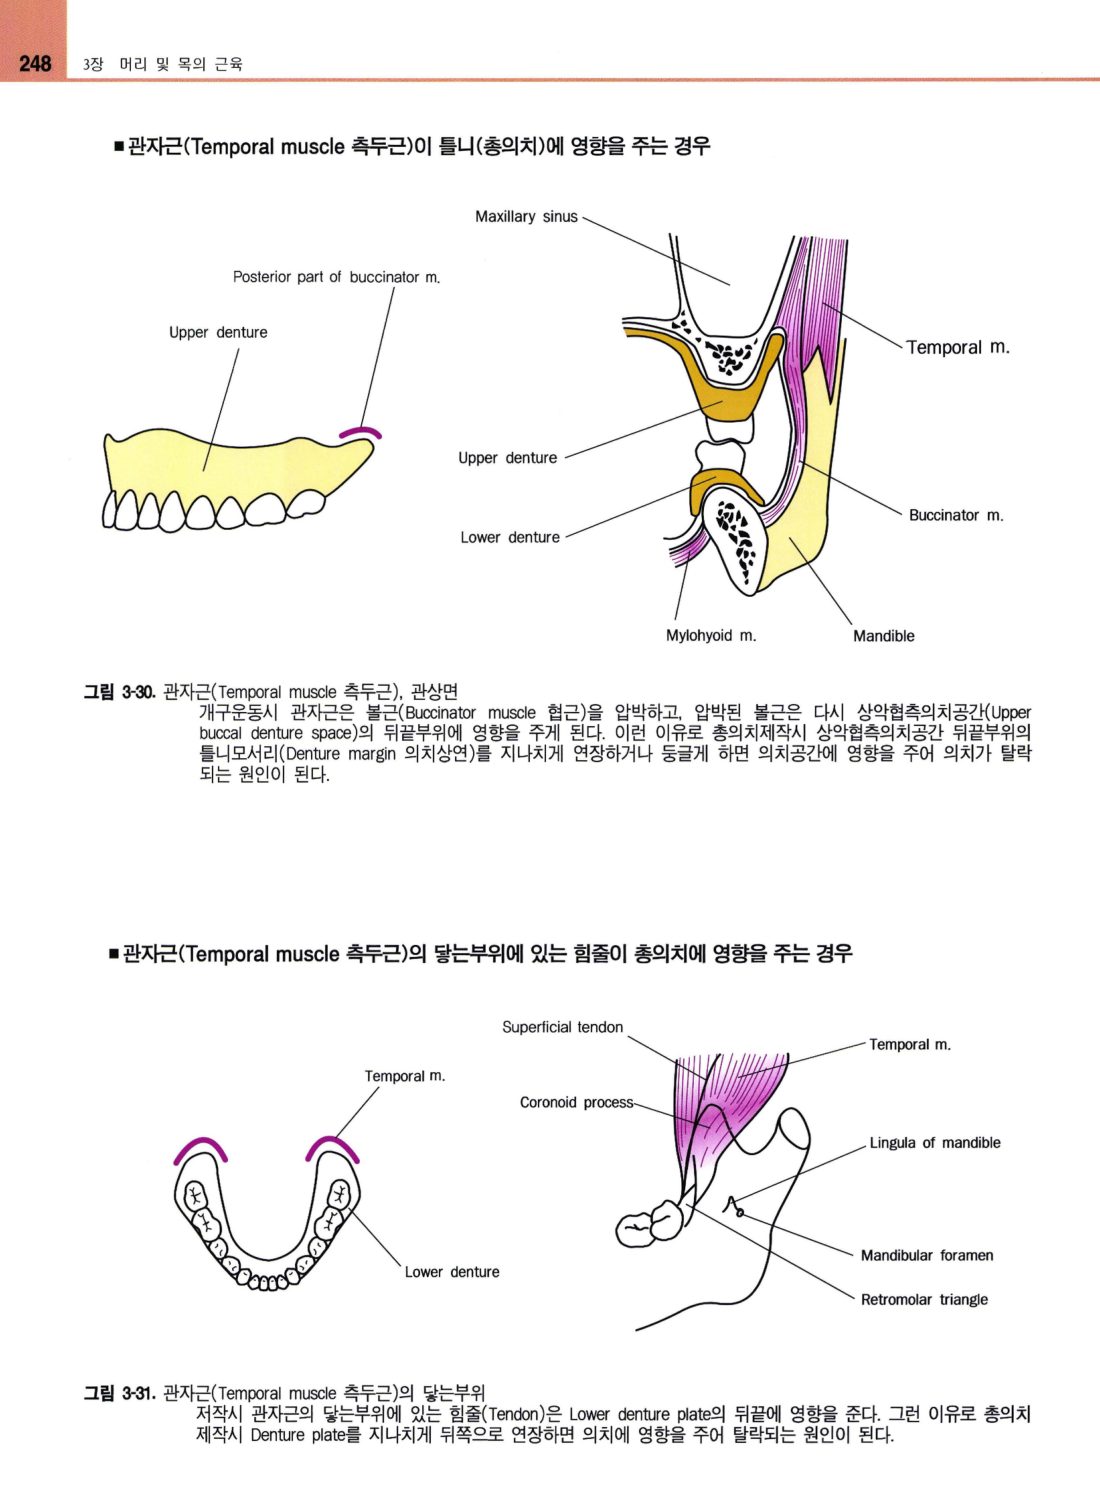 248 3장 머리 및 목의 근육
■ 관자근(Temporal muscle 측두근)이 틀니(총의치)에 영향을 주는 경우
Maxillary sinus
Posterior part of buccinator m.
Upper denture
Temporal m.
Upper denture
Buccinator m.
Lower denture
Mylohyoid m.
Mandible
그림 3-30. 관자근(Temporal muscle 측두근), 관상면
개구운동시 관자근은 볼근(Buccinator muscle 협근)을 압박하고, 압박된 볼근은 다시 상악협측의치공간(Upper
buccal denture space)의 뒤끝부위에 영향을 주게 된다. 이런 이유로 총의치제작시 상악협측의치공간 뒤끝부위의
틀니모서리(Denture margin 의치상연)를 지나치게 연장하거나 둥글게 하면 의치공간에 영향을 주어 의치가 탈락
되는 원인이 된다.
■ 관자근(Temporal muscle 측두근)의 닿는부위에 있는 힘줄이 총의치에 영향을 주는 경우
Superficial tendon
Temporal m.
Temporal m.
Coronoid process
Lingula of mandible
Mandibular foramen
Lower denture
Retromolar triangle
그림 3-31. 관자근(Temporal muscle 측두근)의 닿는부위
저작시 관자근의 닿는부위에 있는 힘줄(Tendon)은 Lower denture plate의 뒤끝에 영향을 준다. 그런 이유로 총의치
제작시 Denture plate를 지나치게 뒤쪽으로 연장하면 의치에 영향을 주어 탈락되는 원인이 된다.